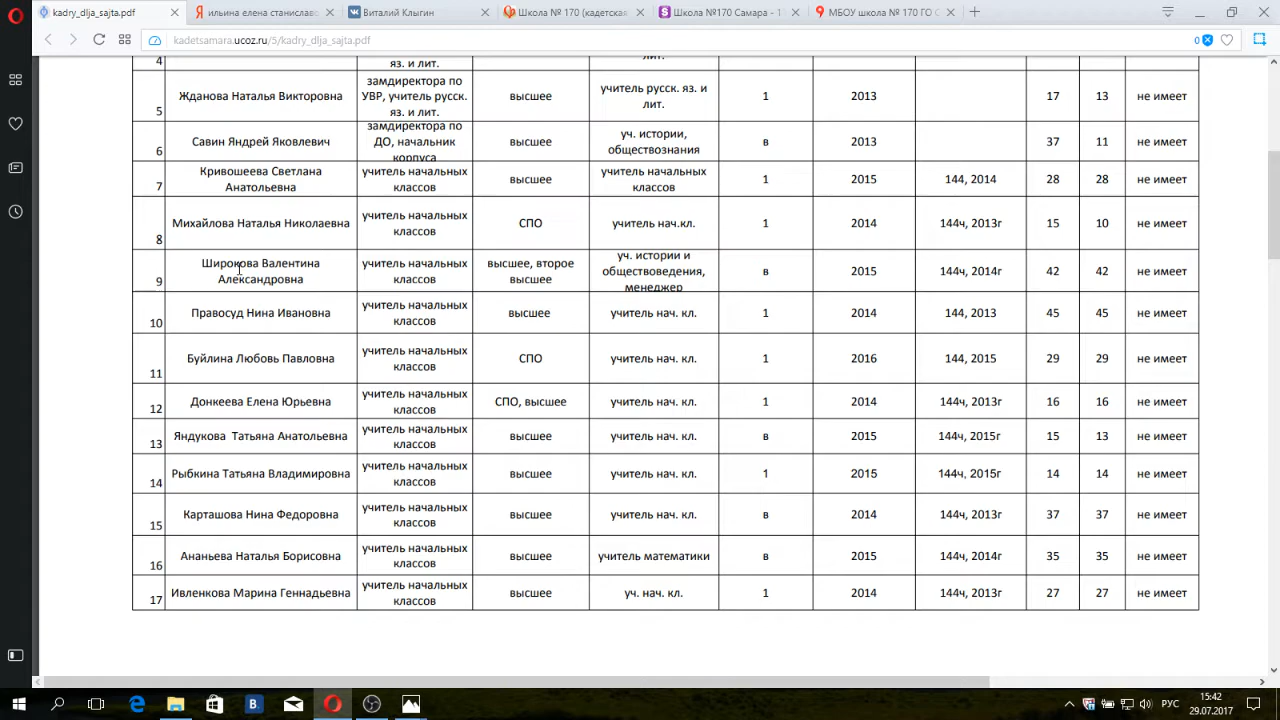 kadry_dlja_sajta.pdf
ильина елена станиславс
Виталий Клыгин
Школа № 170 (кадетская
Школа №170 Самара - 1
МБОУ школа № 170 ГО С
kadetsamara.ucoz.ru/5/kadry_dlja_sajta.pdf
0
4
яз. и лит.
лит.
5
Жданова Наталья Викторовна
замдиректора по
УВР, учитель русск.
яз. и лит.
высшее
учитель русск. яз. и
лит.
1
2013
17
13
не имеет
6
Савин Яндрей Яковлевич
замдиректора по
ДО, начальник
корпуса
высшее
уч. истории,
обществознания
в
2013
37
11
не имеет
7
Кривошеева Светлана
Анатольевна
учитель начальных
классов
высшее
учитель начальных
классов
1
2015
144, 2014
28
28
не имеет
8
Михайлова Наталья Николаевна
учитель начальных
классов
СПО
учитель нач.кл.
1
2014
144ч, 2013г
15
10
не имеет
9
Широкова Валентина
Александровна
учитель начальных
классов
высшее, второе
высшее
уч. истории и
обществоведения,
менеджер
в
2015
144ч, 2014г
42
42
не имеет
10
Правосуд Нина Ивановна
учитель начальных
классов
высшее
учитель нач. кл.
1
2014
144, 2013
45
45
не имеет
11
Буйлина Любовь Павловна
учитель начальных
классов
СПО
учитель нач. кл.
1
2016
144, 2015
29
29
не имеет
12
Донкеева Елена Юрьевна
учитель начальных
классов
СПО, высшее
учитель нач. кл.
1
2014
144ч, 2013г
16
16
не имеет
13
Яндукова Татьяна Анатольевна
учитель начальных
классов
высшее
учитель нач. кл.
в
2015
144ч, 2015г
15
13
не имеет
14
Рыбкина Татьяна Владимировна
учитель начальных
классов
высшее
учитель нач. кл.
1
2015
144ч, 2015г
14
14
не имеет
15
Карташова Нина Федоровна
учитель начальных
классов
высшее
учитель нач. кл.
в
2014
144ч, 2013г
37
37
не имеет
16
Ананьева Наталья Борисовна
учитель начальных
классов
высшее
учитель математики
в
2015
144ч, 2014г
35
35
не имеет
17
Ивленкова Марина Геннадьевна
учитель начальных
классов
высшее
уч. нач. кл.
1
2014
144ч, 2013г
27
27
не имеет
РУС
15:42
29.07.2017